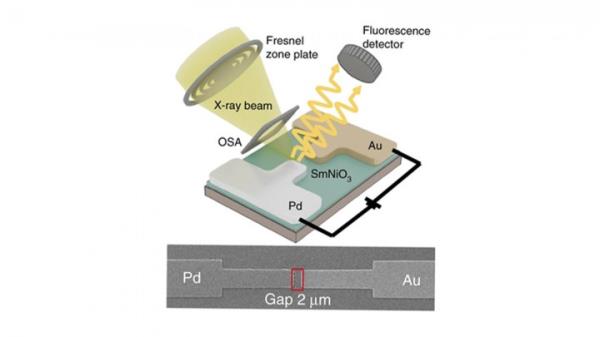 Fresnel
zone plate
Fluorescence
detector
X-ray beam
OSA
Au
SmNiO₃
Pd
Pd
Au
Gap 2 μm